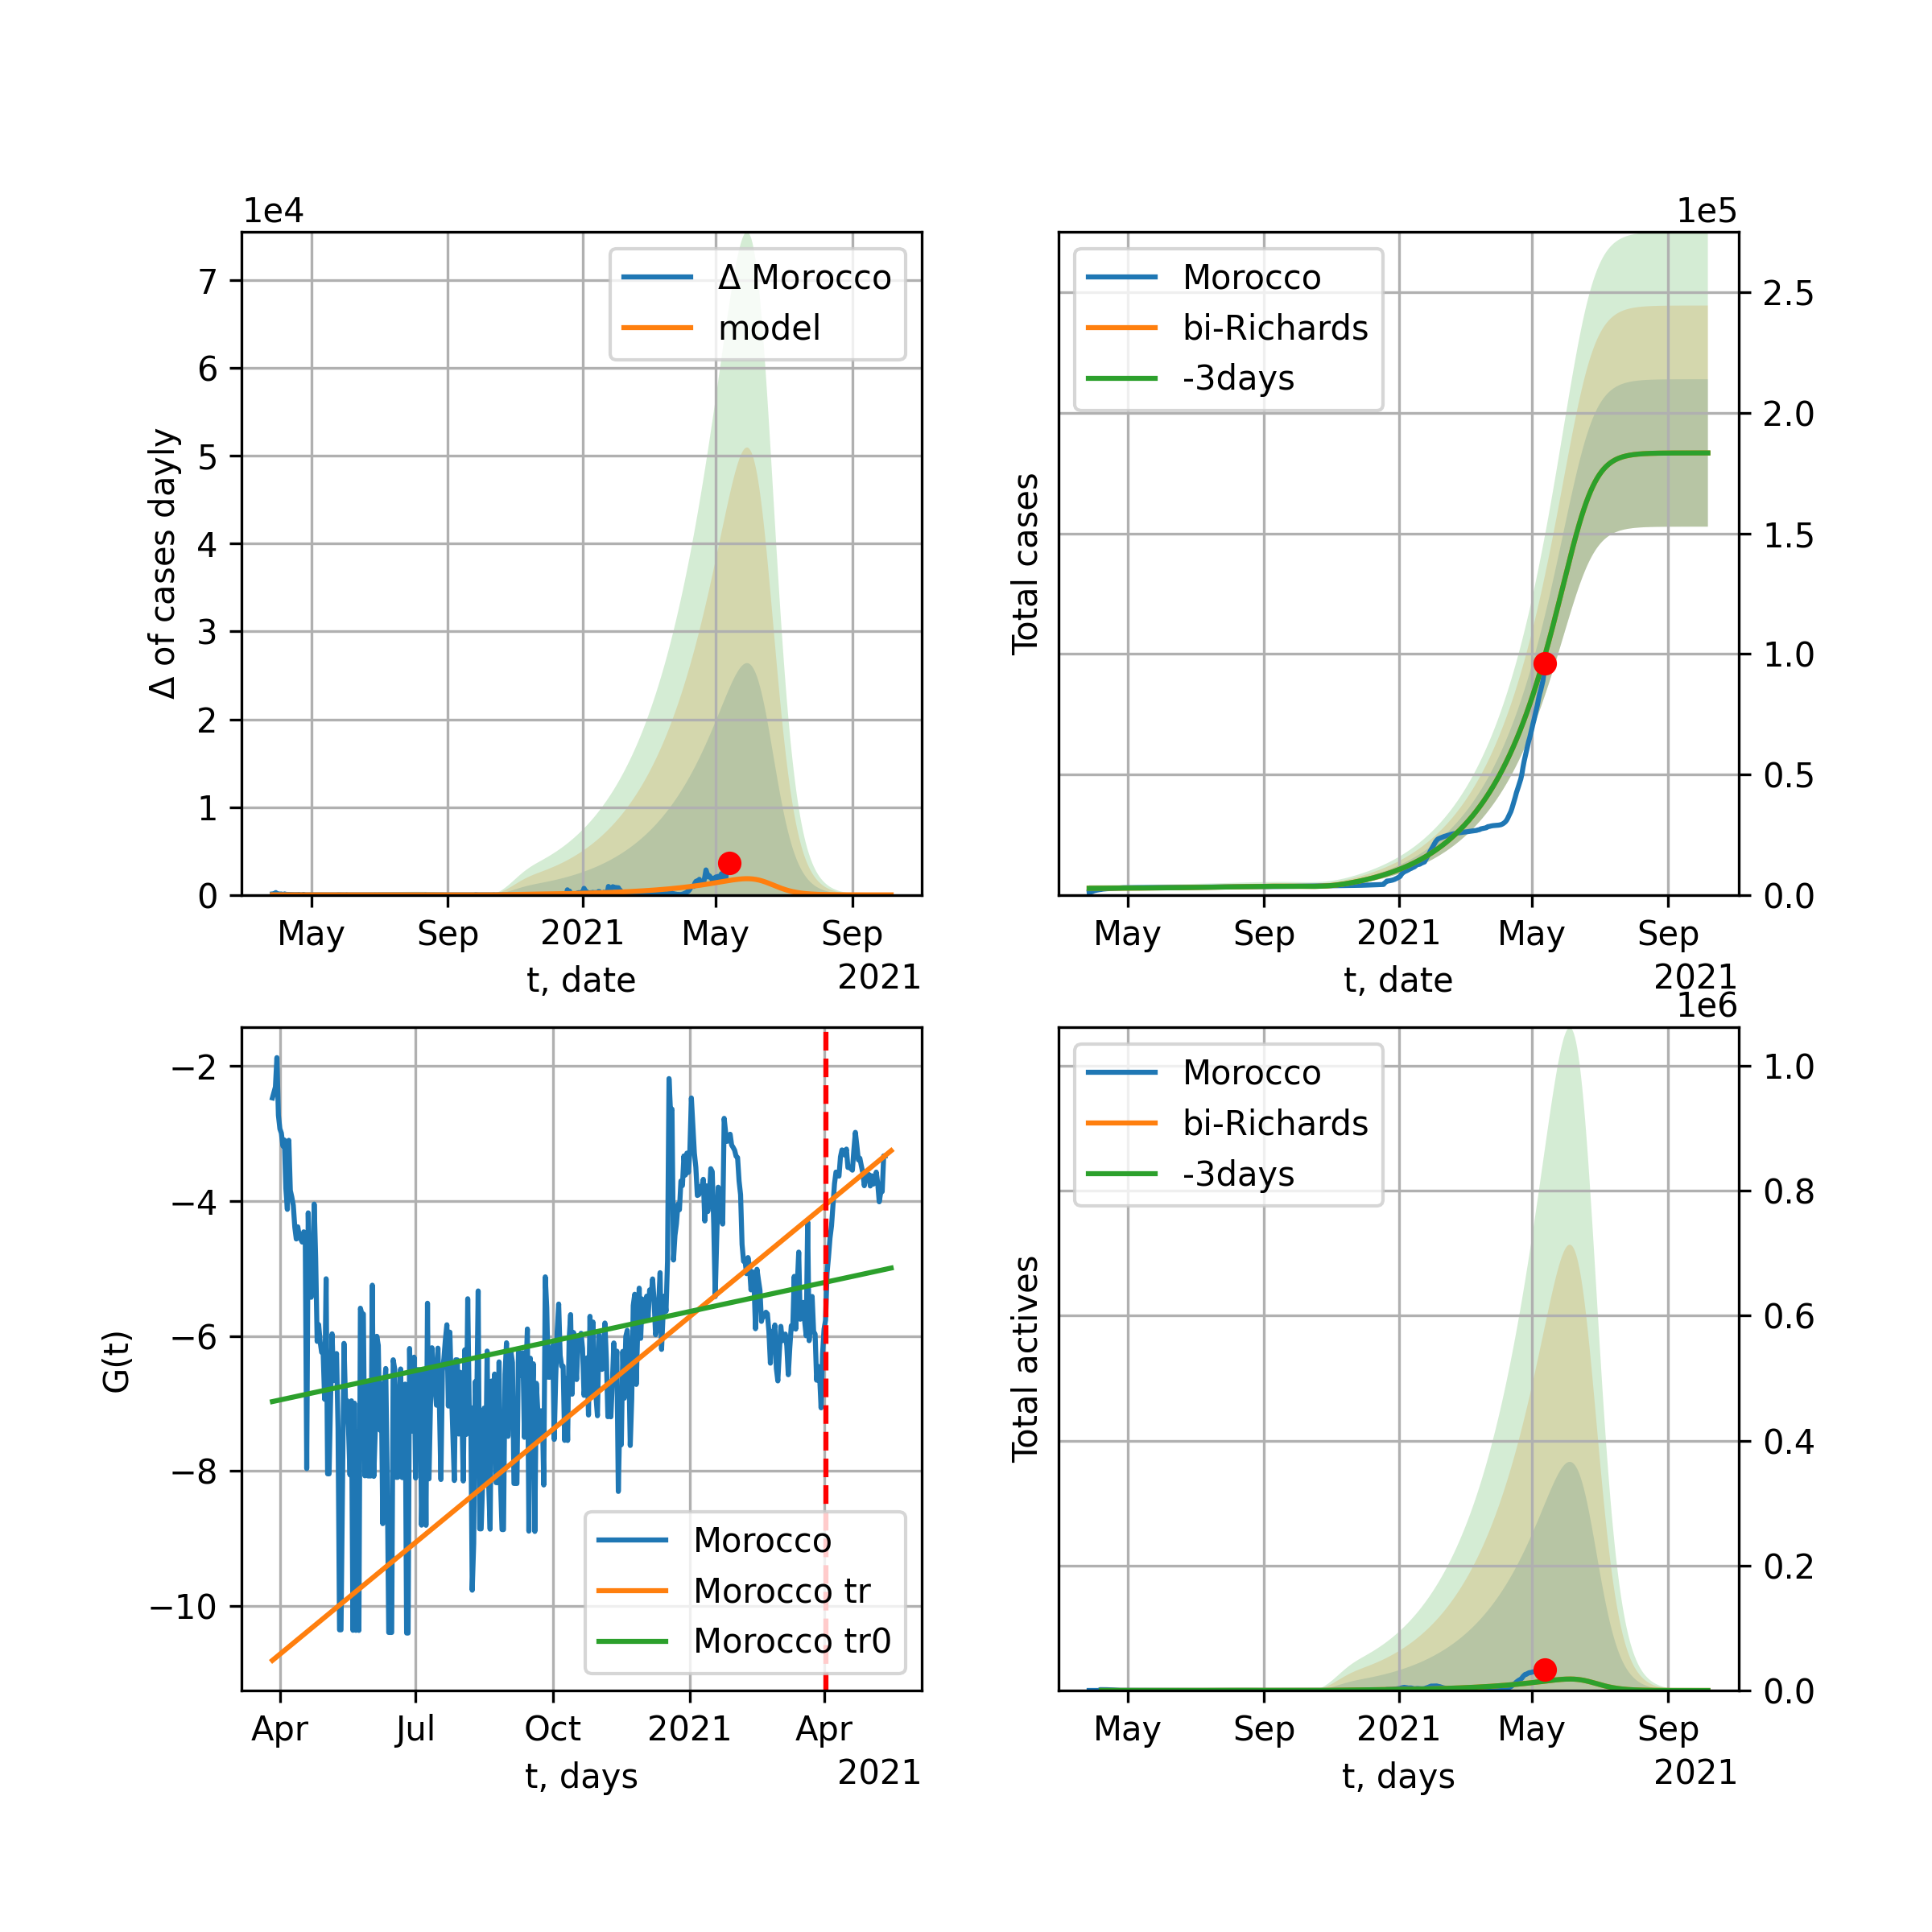 1e4
7
6
5
4
3
2
1
0
Δ of cases dayly
Δ Morocco
model
May Sep 2021 May Sep
t, date
2021
1e5
Morocco
bi-Richards
-3days
Total cases
2.5
2.0
1.5
1.0
0.5
0.0
May Sep 2021 May Sep
t, date
2021
−2
−4
−6
−8
−10
G(t)
Morocco
Morocco tr
Morocco tr0
Apr Jul Oct 2021 Apr
t, days
2021
1e6
Morocco
bi-Richards
-3days
Total actives
1.0
0.8
0.6
0.4
0.2
0.0
May Sep 2021 May Sep
t, days
2021